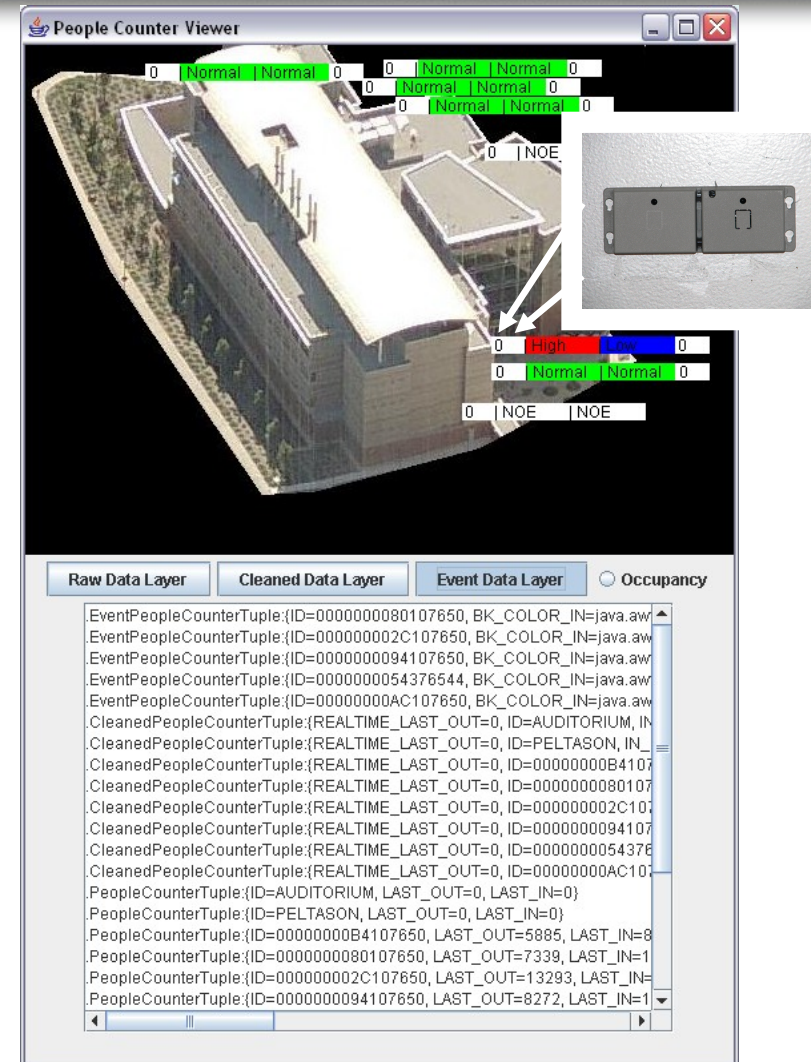 People Counter Viewer
0 |Normal |Normal 0
0 |Normal |Normal 0
0 |Normal |Normal 0
0 |Normal |Normal 0
0 |NOE
0 |High |Low 0
0 |Normal |Normal 0
0 |NOE |NOE
Raw Data Layer Cleaned Data Layer Event Data Layer Occupancy
.EventPeopleCounterTuple:{ID=0000000080107650, BK_COLOR_IN=java.aw
.EventPeopleCounterTuple:{ID=000000002C107650, BK_COLOR_IN=java.aw
.EventPeopleCounterTuple:{ID=0000000094107650, BK_COLOR_IN=java.aw
.EventPeopleCounterTuple:{ID=0000000054376544, BK_COLOR_IN=java.aw
.EventPeopleCounterTuple:{ID=00000000AC107650, BK_COLOR_IN=java.aw
.CleanedPeopleCounterTuple:{REALTIME_LAST_OUT=0, ID=AUDITORIUM, IN
.CleanedPeopleCounterTuple:{REALTIME_LAST_OUT=0, ID=PELTASON, IN_
.CleanedPeopleCounterTuple:{REALTIME_LAST_OUT=0, ID=00000000B4107
.CleanedPeopleCounterTuple:{REALTIME_LAST_OUT=0, ID=0000000080107
.CleanedPeopleCounterTuple:{REALTIME_LAST_OUT=0, ID=000000002C107
.CleanedPeopleCounterTuple:{REALTIME_LAST_OUT=0, ID=0000000094107
.CleanedPeopleCounterTuple:{REALTIME_LAST_OUT=0, ID=0000000054376
.CleanedPeopleCounterTuple:{REALTIME_LAST_OUT=0, ID=00000000AC107
.PeopleCounterTuple:{ID=AUDITORIUM, LAST_OUT=0, LAST_IN=0}
.PeopleCounterTuple:{ID=PELTASON, LAST_OUT=0, LAST_IN=0}
.PeopleCounterTuple:{ID=00000000B4107650, LAST_OUT=5885, LAST_IN=8
.PeopleCounterTuple:{ID=0000000080107650, LAST_OUT=7339, LAST_IN=1
.PeopleCounterTuple:{ID=000000002C107650, LAST_OUT=13293, LAST_IN=
.PeopleCounterTuple:{ID=0000000094107650, LAST_OUT=8272, LAST_IN=1